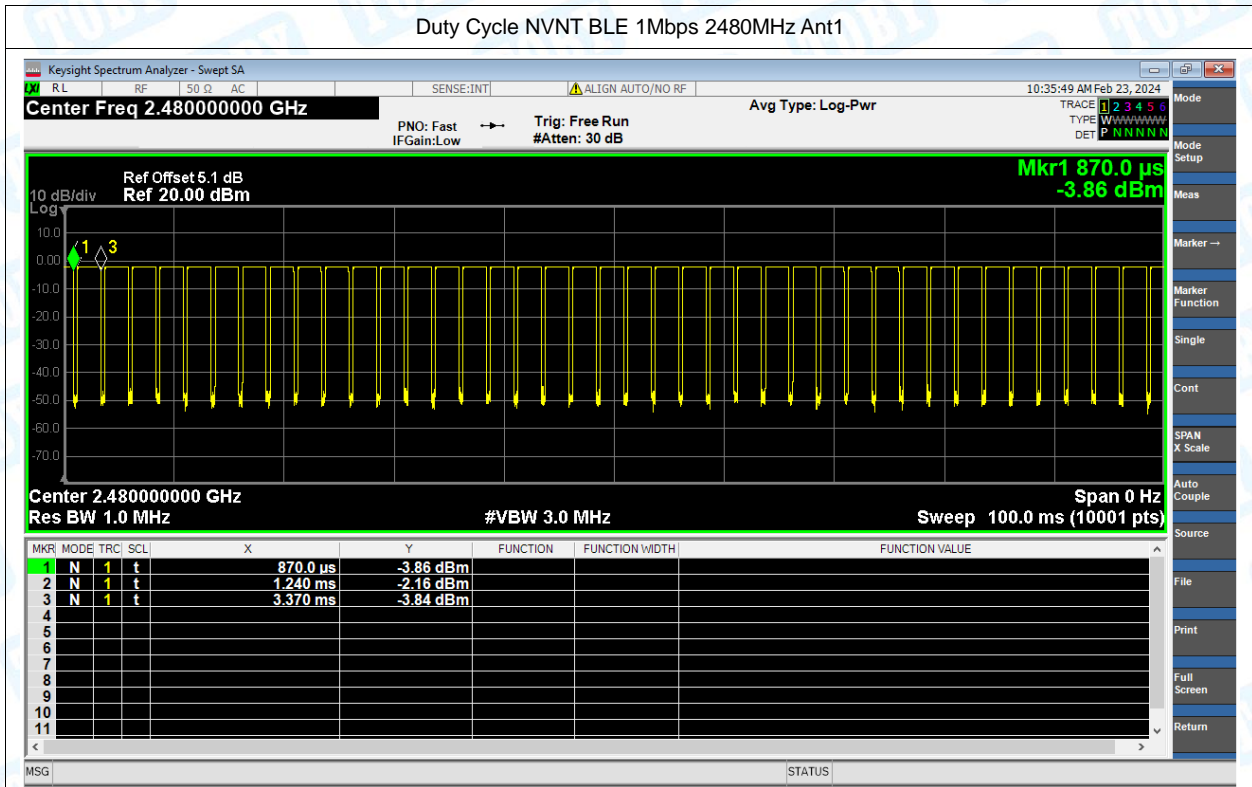 Duty Cycle NVNT BLE 1Mbps 2480MHz Ant1
Keysight Spectrum Analyzer - Swept SA
LXI RL RF 50 Ω AC SENSE:INT ALIGN AUTO/NO RF 10:35:49 AM Feb 23, 2024
Center Freq 2.480000000 GHz
Avg Type: Log-Pwr
TRACE 1 2 3 4 5 6
TYPE WWWWWW
DET P N N N N N
PNO: Fast
IFGain:Low
Trig: Free Run
#Atten: 30 dB
Mkr1 870.0 µs
-3.86 dBm
Ref Offset 5.1 dB
10 dB/div Ref 20.00 dBm
Log
10.0
0.00
-10.0
-20.0
-30.0
-40.0
-50.0
-60.0
-70.0
1
3
Center 2.480000000 GHz Span 0 Hz
Res BW 1.0 MHz #VBW 3.0 MHz Sweep 100.0 ms (10001 pts)
MKR MODE TRC SCL X Y FUNCTION FUNCTION WIDTH FUNCTION VALUE
1 N 1 t 870.0 µs -3.86 dBm
2 N 1 t 1.240 ms -2.16 dBm
3 N 1 t 3.370 ms -3.84 dBm
4
5
6
7
8
9
10
11
MSG STATUS
Mode
Mode
Setup
Meas
Marker →
Marker
Function
Single
Cont
SPAN
X Scale
Auto
Couple
Source
File
Print
Full
Screen
Return
TOBY